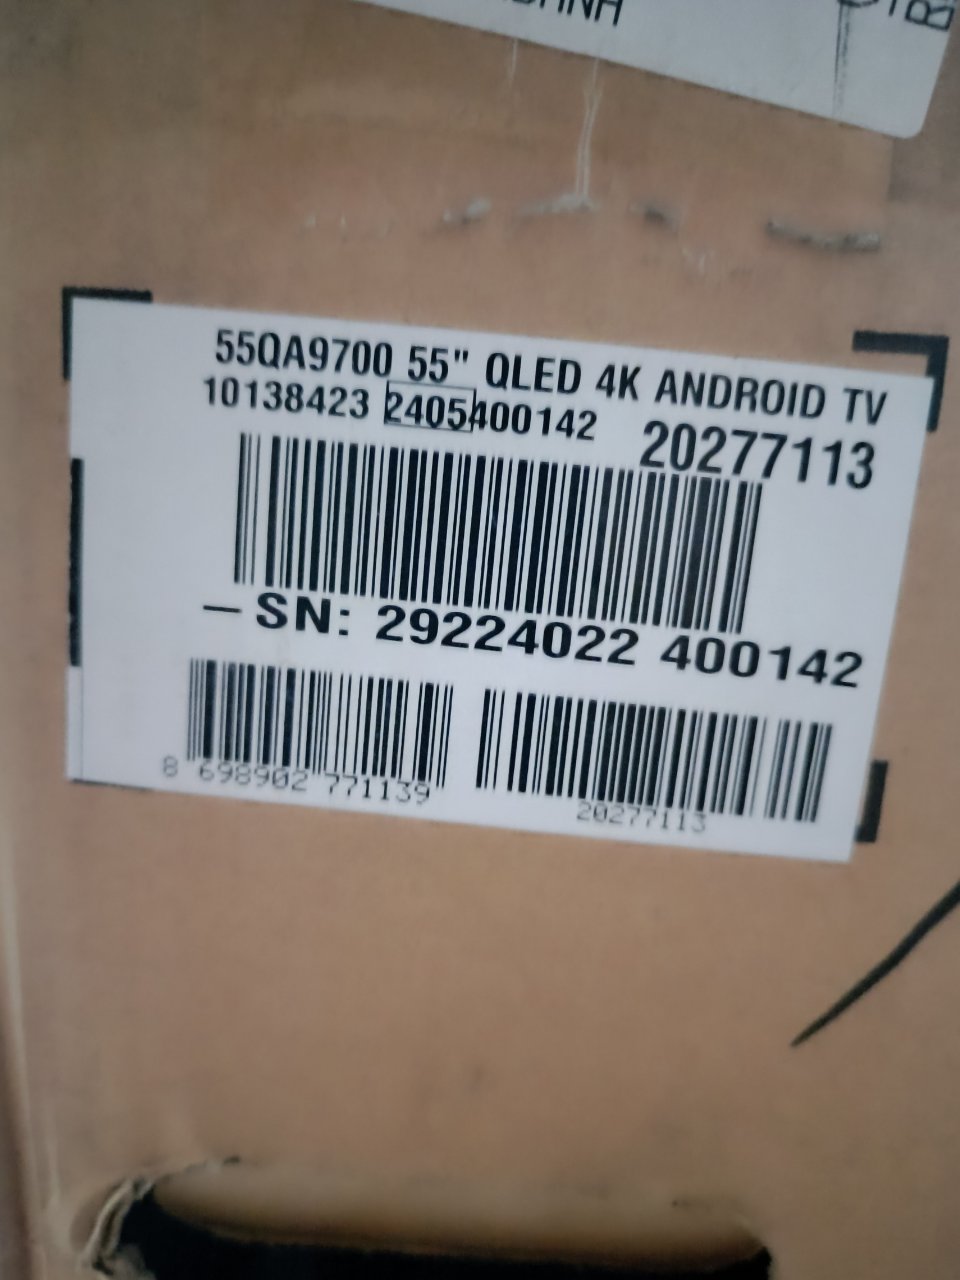 55QA9700 55" QLED 4K ANDROID TV
10138423 2405400142 20277113
—SN: 29224022 400142
8 698902 771139
20277113